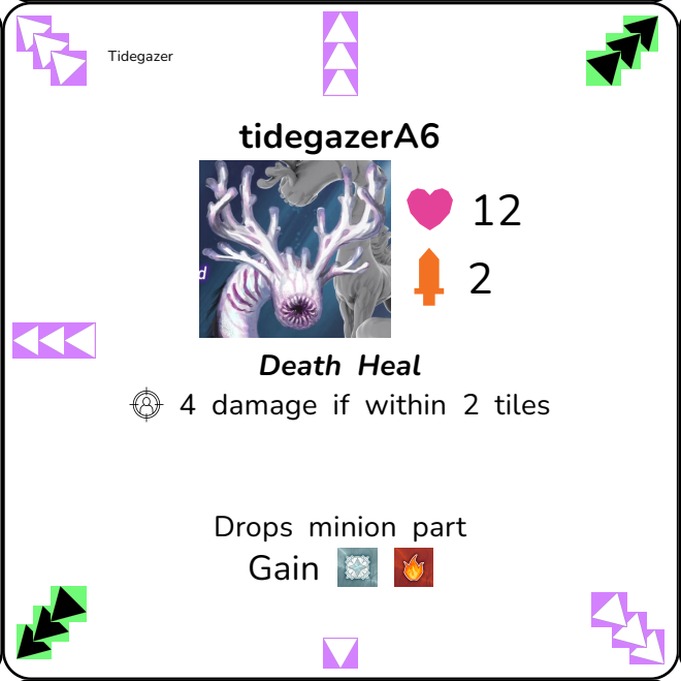 Tidegazer
tidegazerA6
12
d
2
Death Heal
4 damage if within 2 tiles
Drops minion part
Gain